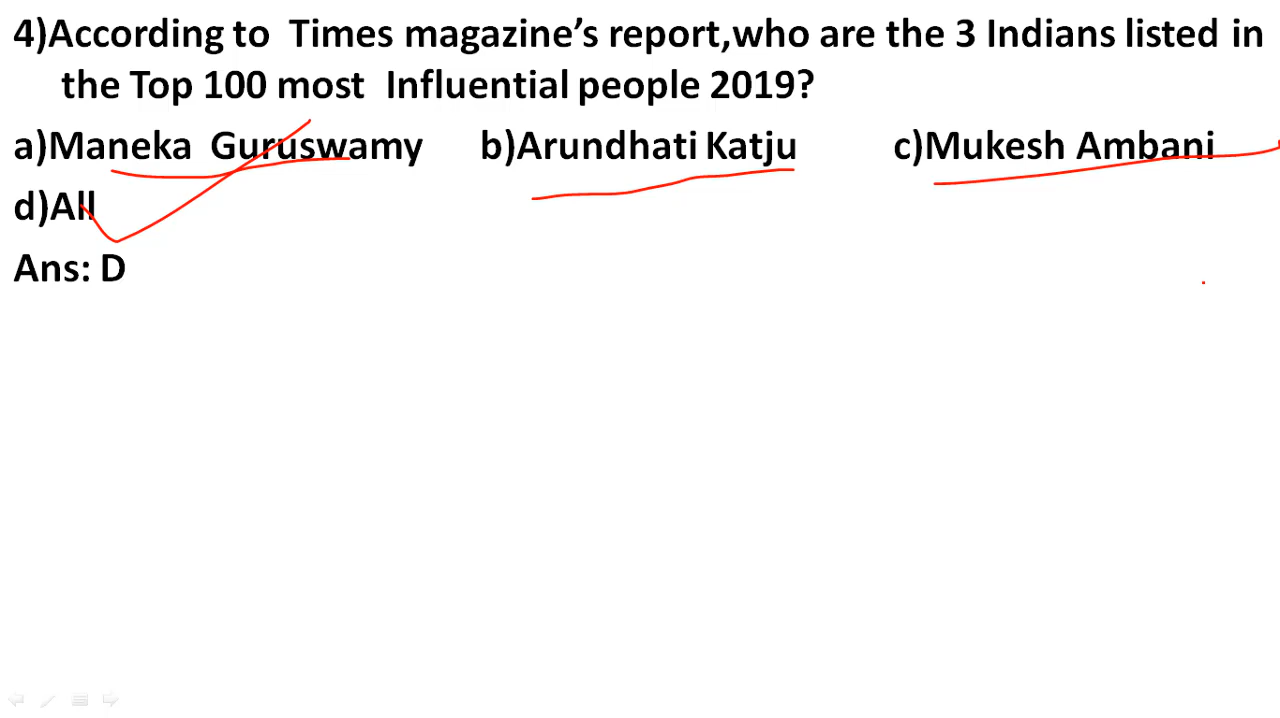 4)According to Times magazine’s report,who are the 3 Indians listed in
the Top 100 most Influential people 2019?
a)Maneka Guruswamy b)Arundhati Katju c)Mukesh Ambani
d)All
Ans: D